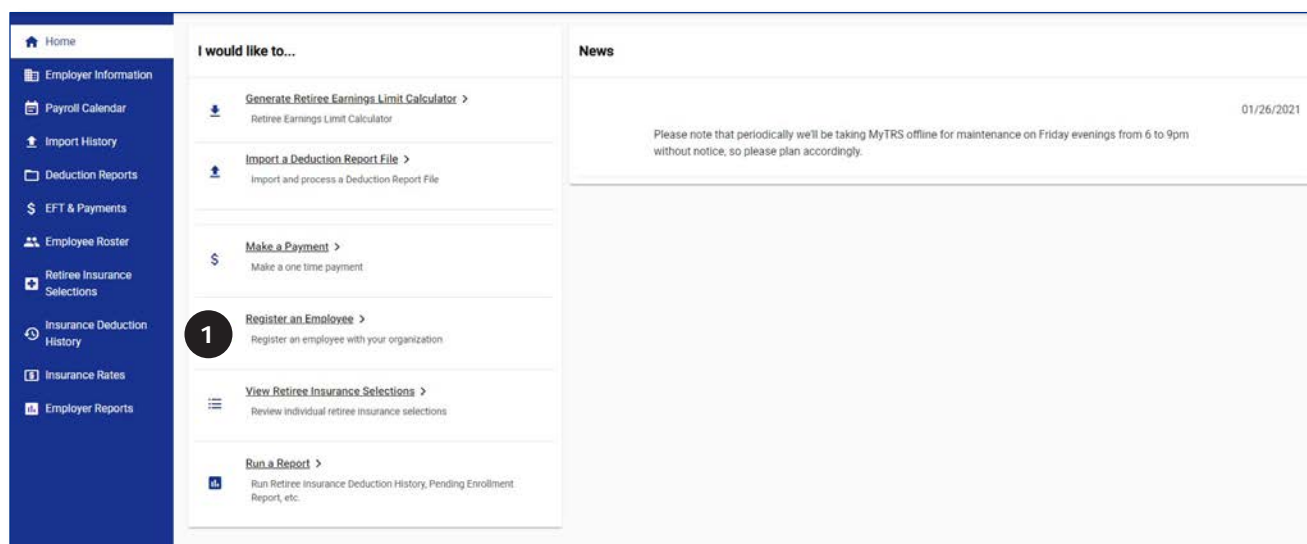 Home
Employer Information
Payroll Calendar
Import History
Deduction Reports
EFT & Payments
Employee Roster
Retiree Insurance
Selections
Insurance Deduction
History
Insurance Rates
Employer Reports
I would like to...
Generate Retiree Earnings Limit Calculator >
Retiree Earnings Limit Calculator
Import a Deduction Report File >
Import and process a Deduction Report File
$
Make a Payment >
Make a one time payment
1
Register an Employee >
Register an employee with your organization
View Retiree Insurance Selections >
Review individual retiree insurance selections
Run a Report >
Run Retiree Insurance Deduction History, Pending Enrollment
Report, etc.
News
01/26/2021
Please note that periodically we'll be taking MyTRS offline for maintenance on Friday evenings from 6 to 9pm
without notice, so please plan accordingly.